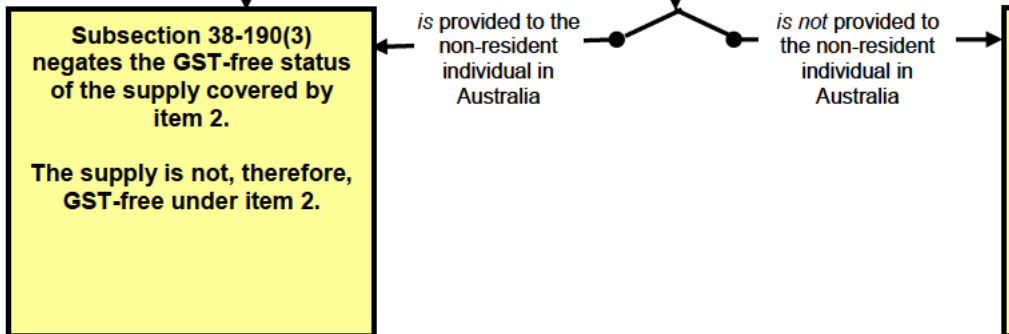 Subsection 38-190(3)
negates the GST-free status
of the supply covered by
item 2.
The supply is not, therefore,
GST-free under item 2.
is provided to the
non-resident
individual in
Australia
is not provided to
the non-resident
individual in
Australia